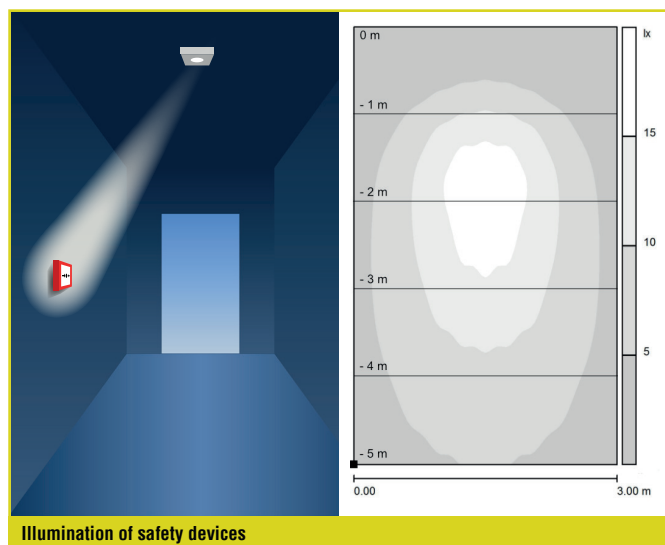 0 m
lx
- 1 m
15
- 2 m
10
- 3 m
5
- 4 m
- 5 m
0.00
3.00 m
Illumination of safety devices